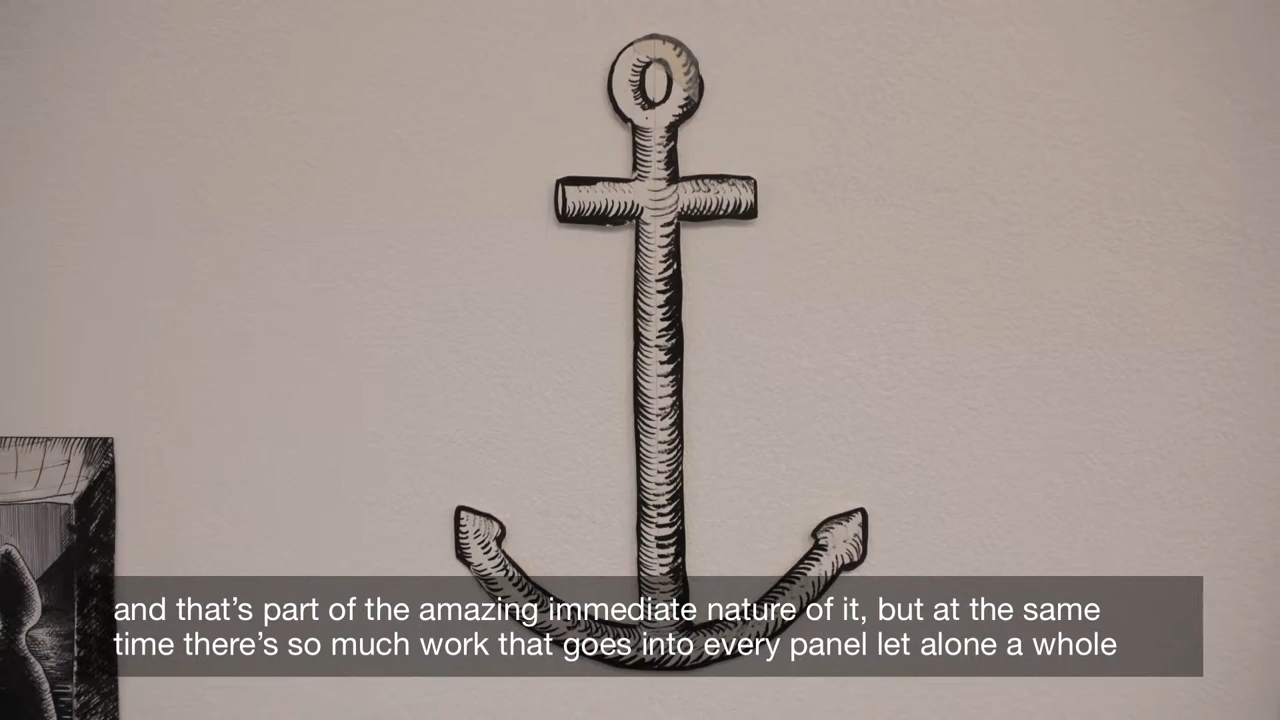 and that’s part of the amazing immediate nature of it, but at the same
time there’s so much work that goes into every panel let alone a whole